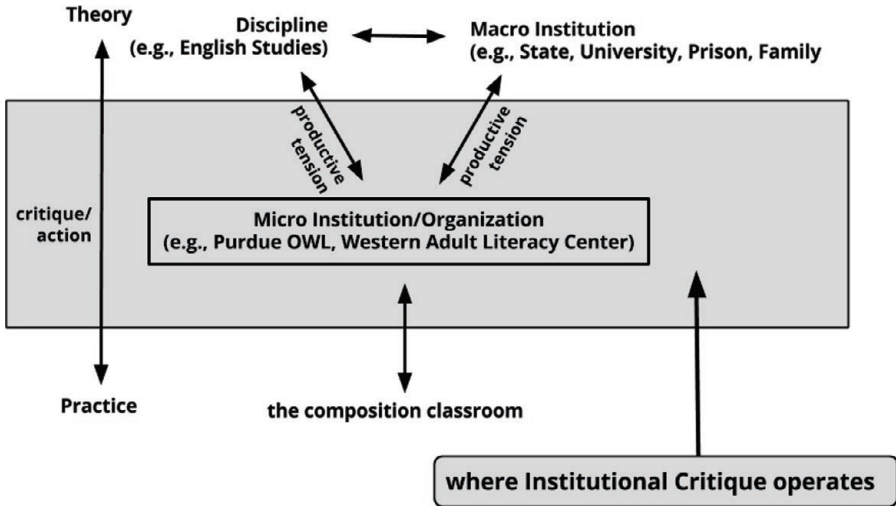 Theory
Discipline
(e.g., English Studies)
Macro Institution
(e.g., State, University, Prison, Family
productive
tension
productive
tension
critique/
action
Micro Institution/Organization
(e.g., Purdue OWL, Western Adult Literacy Center)
Practice
the composition classroom
where Institutional Critique operates